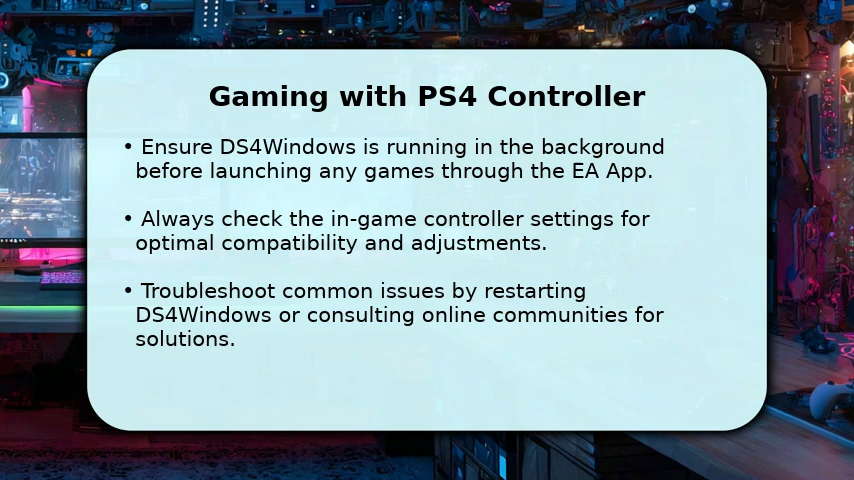 Gaming with PS4 Controller
• Ensure DS4Windows is running in the background
before launching any games through the EA App.
• Always check the in-game controller settings for
optimal compatibility and adjustments.
• Troubleshoot common issues by restarting
DS4Windows or consulting online communities for
solutions.